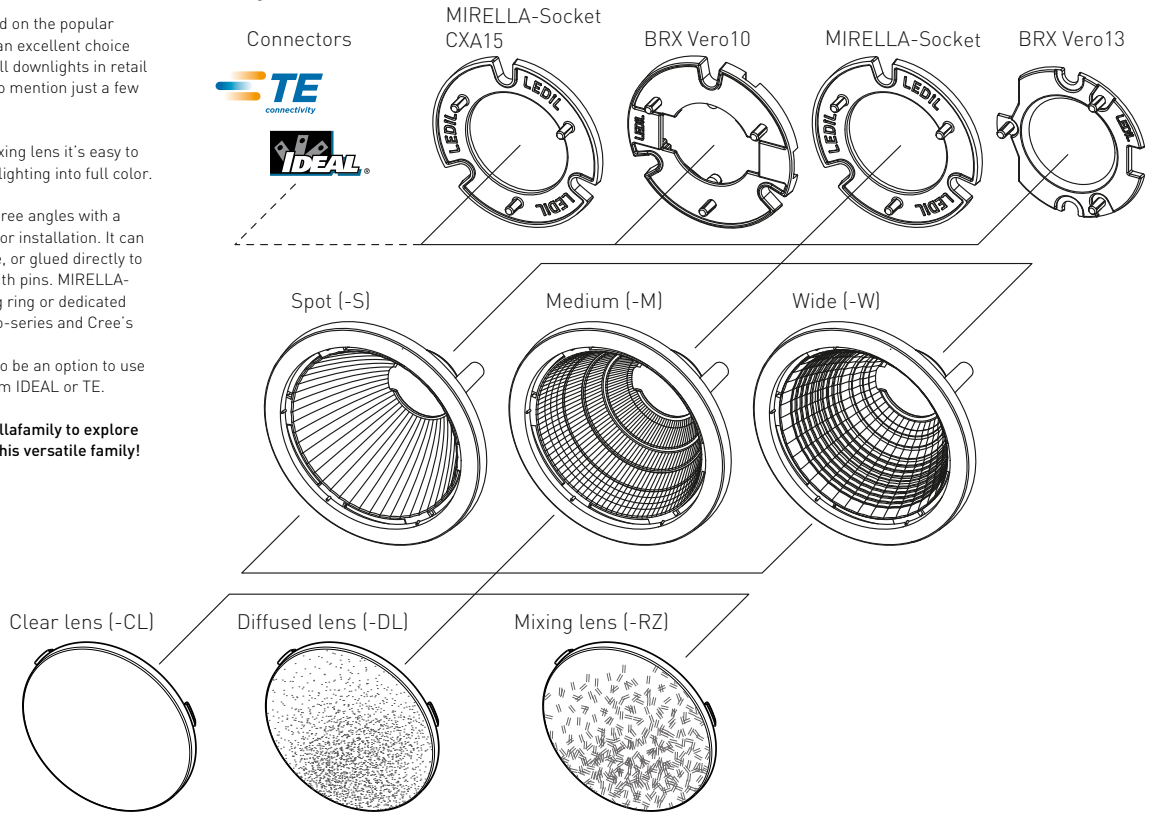 d on the popular
an excellent choice
ll downlights in retail
o mention just a few
xing lens it's easy to
lighting into full color.
ree angles with a
or installation. It can
e, or glued directly to
th pins. MIRELLA-
g ring or dedicated
o-series and Cree's
o be an option to use
m IDEAL or TE.
llafamily to explore
his versatile family!
Connectors
TE
connectivity
IDEAL®
MIRELLA-Socket
CXA15
LEDIL
LEDIL
LEDIL
BRX Vero10
LEDIL
MIRELLA-Socket
LEDIL
LEDIL
LEDIL
BRX Vero13
LEDIL
Spot (-S)
Medium (-M)
Wide (-W)
Clear lens (-CL)
Diffused lens (-DL)
Mixing lens (-RZ)